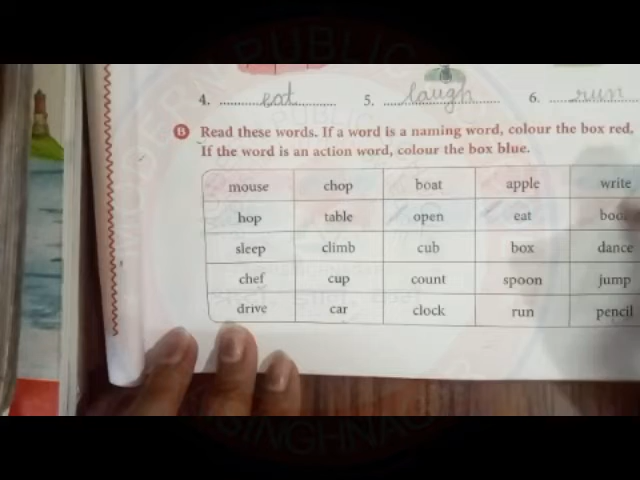 4. eat 5. laugh 6. run
B Read these words. If a word is a naming word, colour the box red.
If the word is an action word, colour the box blue.
mouse chop boat apple write
hop table open eat
sleep climb cub box dance
chef cup count spoon jump
drive car clock run pencil